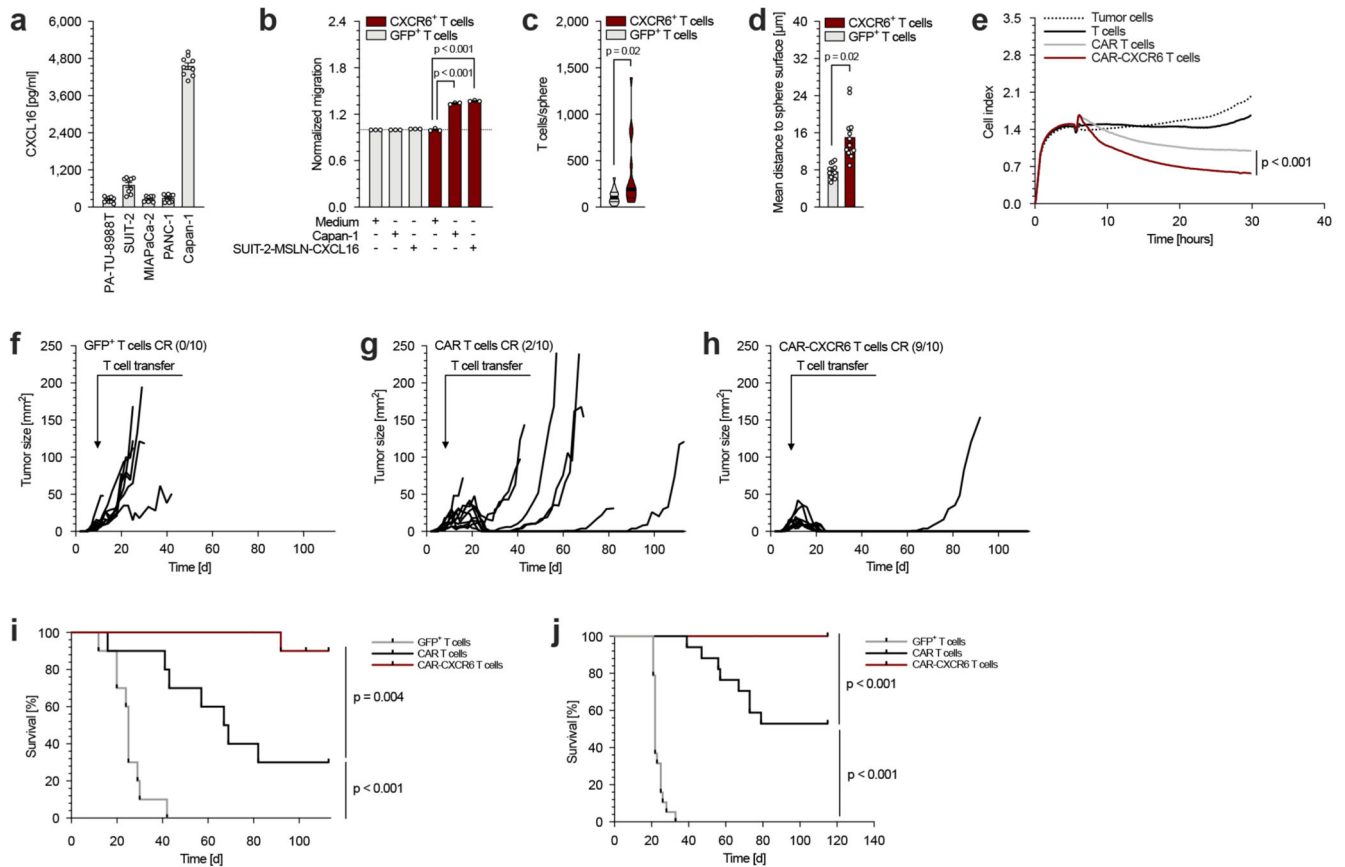 a
CXCL16 [pg/ml]
6,000
4,800
3,600
2,400
1,200
0
PA-TU-8988T
SUIT-2
MIAPaCa-2
PANC-1
Capan-1
b
CXCR6+ T cells
GFP+ T cells
p < 0.001
p < 0.001
Normalized migration
2.4
2.1
1.8
1.2
0.6
0.0
Medium + - - + - -
Capan-1 - + - - + -
SUIT-2-MSLN-CXCL16 - - + - - +
c
CXCR6+ T cells
GFP+ T cells
p = 0.02
T cells/sphere
2,000
1,500
1,000
500
0
d
CXCR6+ T cells
GFP+ T cells
p = 0.02
Mean distance to sphere surface [µm]
40
32
24
16
8
0
e
Tumor cells
T cells
CAR T cells
CAR-CXCR6 T cells
Cell index
3.5
2.8
2.1
1.4
0.7
0.0
p < 0.001
0 10 20 30 40
Time [hours]
f
GFP+ T cells CR (0/10)
T cell transfer
Tumor size [mm2]
250
200
150
100
50
0
0 20 40 60 80 100
Time [d]
g
CAR T cells CR (2/10)
T cell transfer
Tumor size [mm2]
250
200
150
100
50
0
0 20 40 60 80 100
Time [d]
h
CAR-CXCR6 T cells CR (9/10)
T cell transfer
Tumor size [mm2]
250
200
150
100
50
0
0 20 40 60 80 100
Time [d]
i
GFP+ T cells
CAR T cells
CAR-CXCR6 T cells
Survival [%]
100
80
60
40
20
0
p = 0.004
p < 0.001
0 20 40 60 80 100
Time [d]
j
GFP+ T cells
CAR T cells
CAR-CXCR6 T cells
Survival [%]
100
80
60
40
20
0
p < 0.001
p < 0.001
0 20 40 60 80 100 120 140
Time [d]